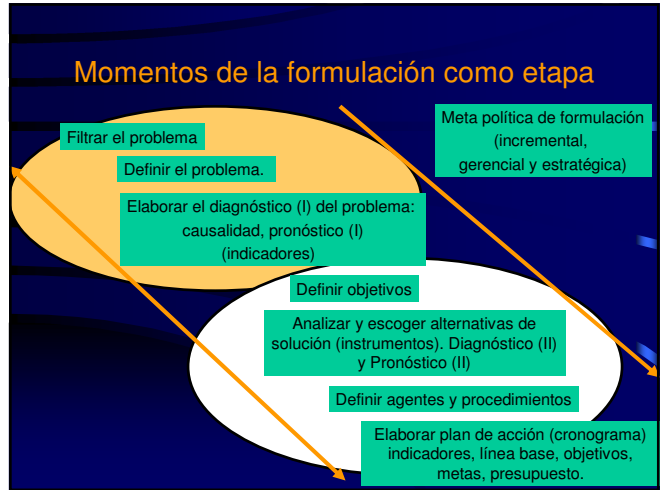 Momentos de la formulación como etapa
Meta política de formulación
(incremental,
gerencial y estratégica)
Filtrar el problema
Definir el problema.
Elaborar el diagnóstico (I) del problema:
causalidad, pronóstico (I)
(indicadores)
Definir objetivos
Analizar y escoger alternativas de
solución (instrumentos). Diagnóstico (II)
y Pronóstico (II)
Definir agentes y procedimientos
Elaborar plan de acción (cronograma)
indicadores, línea base, objetivos,
metas, presupuesto.